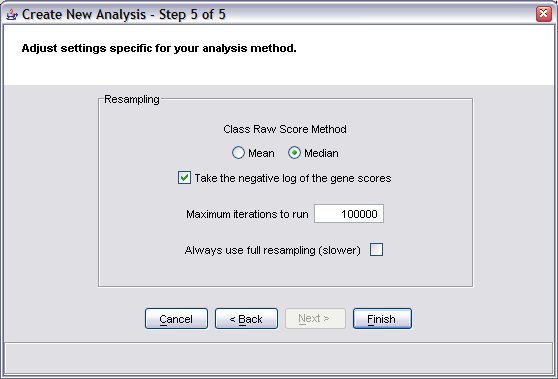 Create New Analysis - Step 5 of 5
Adjust settings specific for your analysis method.
Resampling
Class Raw Score Method
Mean Median
Take the negative log of the gene scores
Maximum iterations to run 100000
Always use full resampling (slower)
Cancel < Back Next > Finish